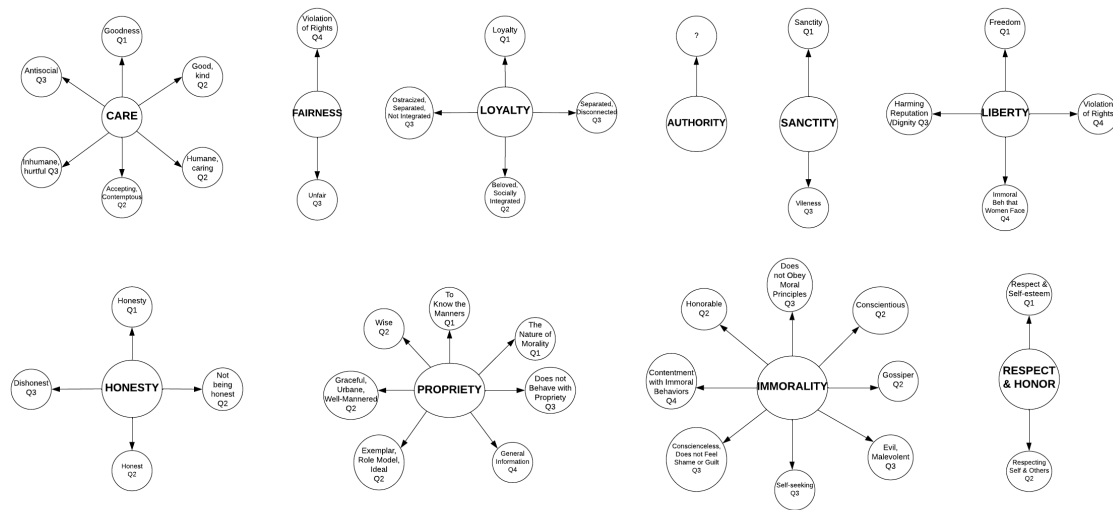 Goodness
Q1
Antisocial
Q3
Good,
kind
Q2
CARE
Inhumane,
hurtful Q3
Humane,
caring
Q2
Accepting,
Contemptous
Q2
Violation
of Rights
Q4
FAIRNESS
Unfair
Q3
Loyalty
Q1
Ostracized,
Separated,
Not Integrated
Q3
LOYALTY
Separated,
Disconnected
Q3
Beloved,
Socially
Integrated
Q2
?
AUTHORITY
Sanctity
Q1
SANCTITY
Vileness
Q3
Freedom
Q1
Harming
Reputation
/Dignity Q3
LIBERTY
Violation
of Rights
Q4
Immoral
Beh that
Women Face
Q4
Honesty
Q1
Dishonest
Q3
HONESTY
Not
being
honest
Q2
Honest
Q2
To
Know the
Manners
Q1
Wise
Q2
The
Nature of
Morality
Q1
Graceful,
Urbane,
Well-Mannered
Q2
PROPRIETY
Does not
Behave with
Propriety
Q3
Exemplar,
Role Model,
Ideal
Q2
General
Information
Q4
Does
not Obey
Moral
Principles
Q3
Honorable
Q2
Conscientious
Q2
Contentment
with Immoral
Behaviors
Q4
IMMORALITY
Gossiper
Q2
Conscienceless,
Does not Feel
Shame or Guilt
Q3
Evil,
Malevolent
Q3
Self-seeking
Q3
Respect &
Self-esteem
Q1
RESPECT
& HONOR
Respecting
Self & Others
Q2